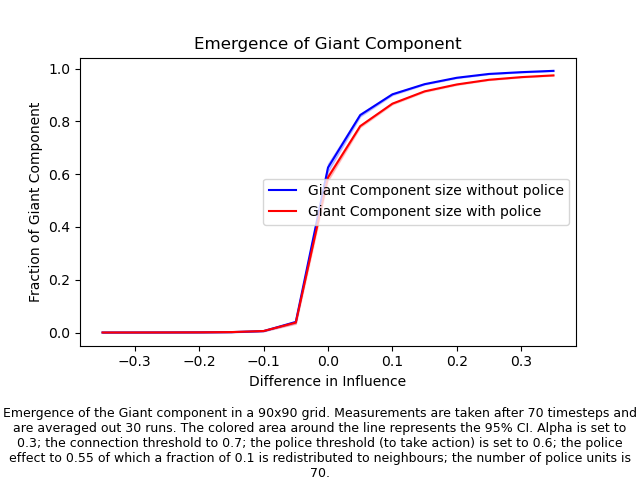 Emergence of Giant Component
1.0
0.8
0.6
0.4
0.2
0.0
Fraction of Giant Component
Giant Component size without police
Giant Component size with police
−0.3 −0.2 −0.1 0.0 0.1 0.2 0.3
Difference in Influence
Emergence of the Giant component in a 90x90 grid. Measurements are taken after 70 timesteps and
are averaged out 30 runs. The colored area around the line represents the 95% CI. Alpha is set to
0.3; the connection threshold to 0.7; the police threshold (to take action) is set to 0.6; the police
effect to 0.55 of which a fraction of 0.1 is redistributed to neighbours; the number of police units is
70.